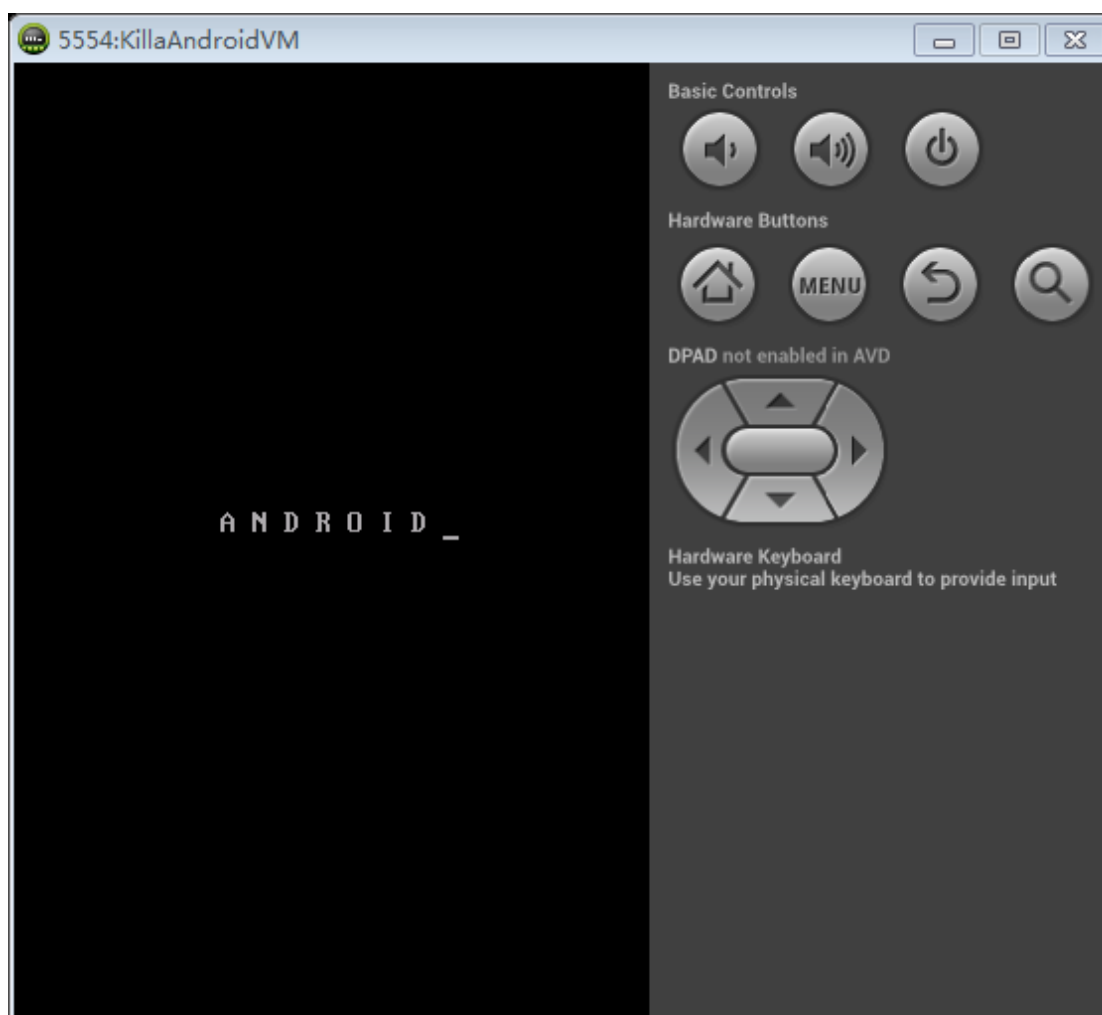 5554:KillaAndroidVM
Basic Controls
Hardware Buttons
MENU
DPAD not enabled in AVD
A N D R O I D _
Hardware Keyboard
Use your physical keyboard to provide input